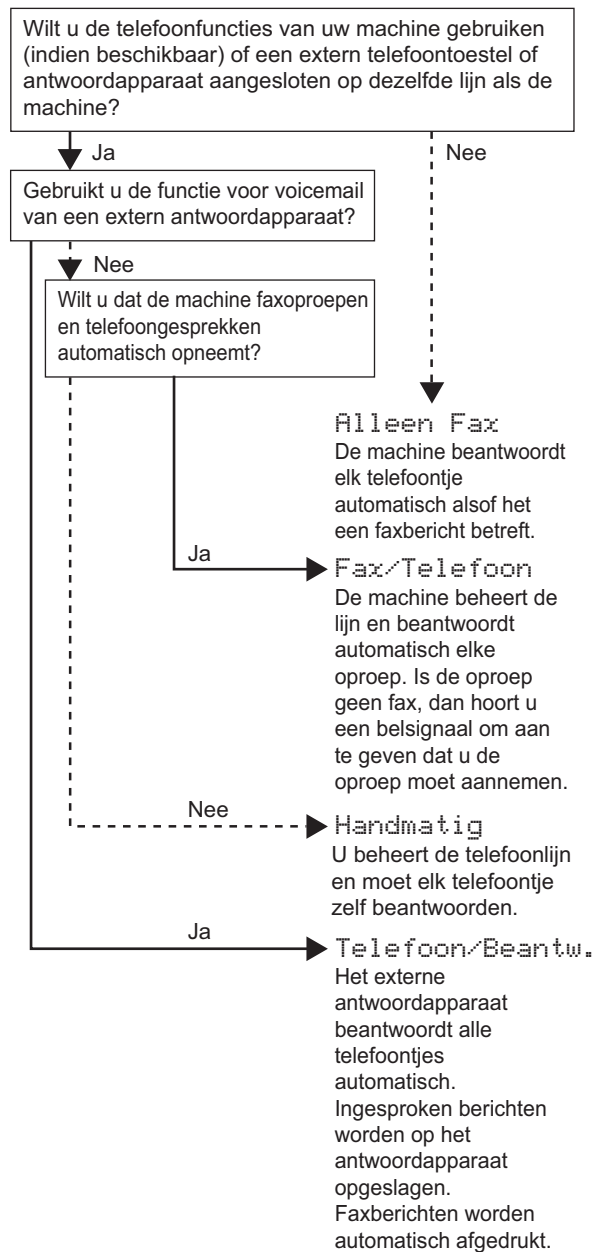 Wilt u de telefoonfuncties van uw machine gebruiken
(indien beschikbaar) of een extern telefoontoestel of
antwoordapparaat aangesloten op dezelfde lijn als de
machine?
Ja
Nee
Gebruikt u de functie voor voicemail
van een extern antwoordapparaat?
Nee
Wilt u dat de machine faxoproepen
en telefoongesprekken
automatisch opneemt?
Alleen Fax
De machine beantwoordt
elk telefoontje
automatisch alsof het
een faxbericht betreft.
Ja
Fax/Telefoon
De machine beheert de
lijn en beantwoordt
automatisch elke
oproep. Is de oproep
geen fax, dan hoort u
een belsignaal om aan
te geven dat u de
oproep moet aannemen.
Nee
Handmatig
U beheert de telefoonlijn
en moet elk telefoontje
zelf beantwoorden.
Ja
Telefoon/Beantw.
Het externe
antwoordapparaat
beantwoordt alle
telefoontjes
automatisch.
Ingesproken berichten
worden op het
antwoordapparaat
opgeslagen.
Faxberichten worden
automatisch afgedrukt.